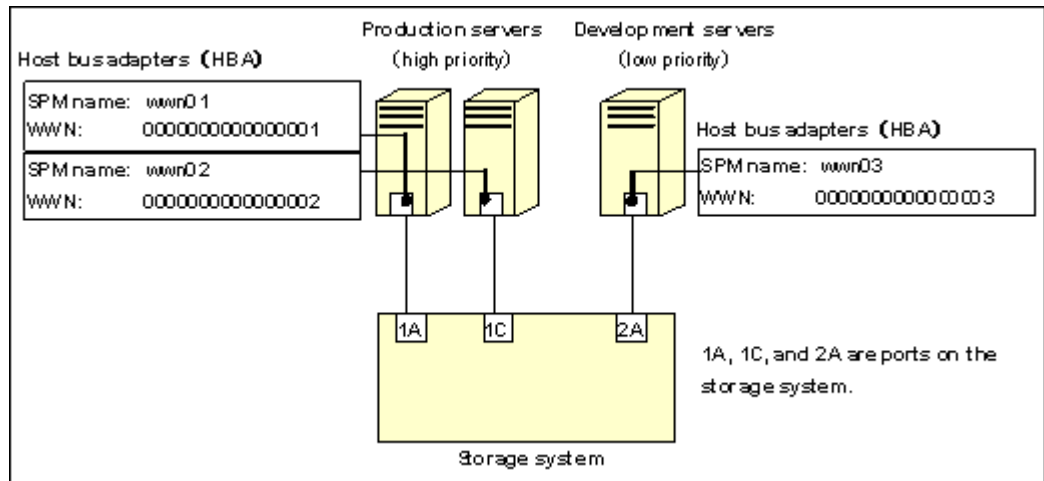 Production servers
(high priority)
Development servers
(low priority)
Host bus adapters (HBA)
SPM name: wwn01
WWN: 0000000000000001
SPM name: wwn02
WWN: 0000000000000002
Host bus adapters (HBA)
SPM name: wwn03
WWN: 0000000000000003
1A
1C
2A
1A, 1C, and 2A are ports on the
storage system.
Storage system